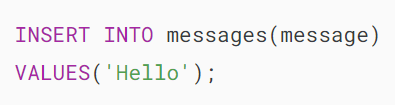 INSERT INTO messages(message)
VALUES('Hello');